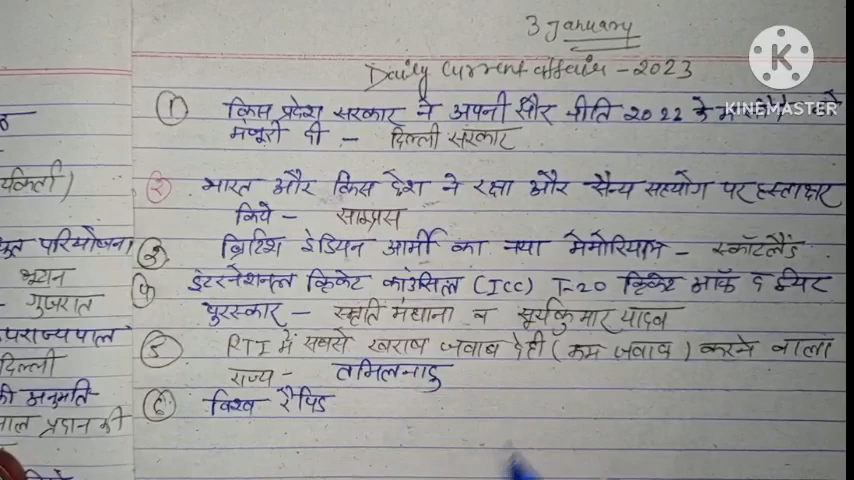 3 January
Daily Current affairs - 2023
K
KINEMASTER
① किस प्रदेश सरकार ने अपनी सौर नीति 2022 के मसौदे को
मंजूरी दी - दिल्ली सरकार
② भारत और किस देश ने रक्षा और सैन्य सहयोग पर हस्ताक्षर
किये - साइप्रस
③ ब्रिटिश इंडियन आर्मी का नया मेमोरियल - स्कॉटलैंड
④ इंटरनेशनल क्रिकेट काउंसिल (ICC) T-20 क्रिकेट ऑफ द ईयर
पुरस्कार - स्मृति मंधाना व सूर्यकुमार यादव
⑤ RTI में सबसे खराब जवाब देही (कम जवाब) करने वाला
राज्य - तमिलनाडु
⑥ विश्व रैपिड
परियोजना
भूटान
- गुजरात
उपराज्यपाल
दिल्ली
की अनुमति
प्रदान की